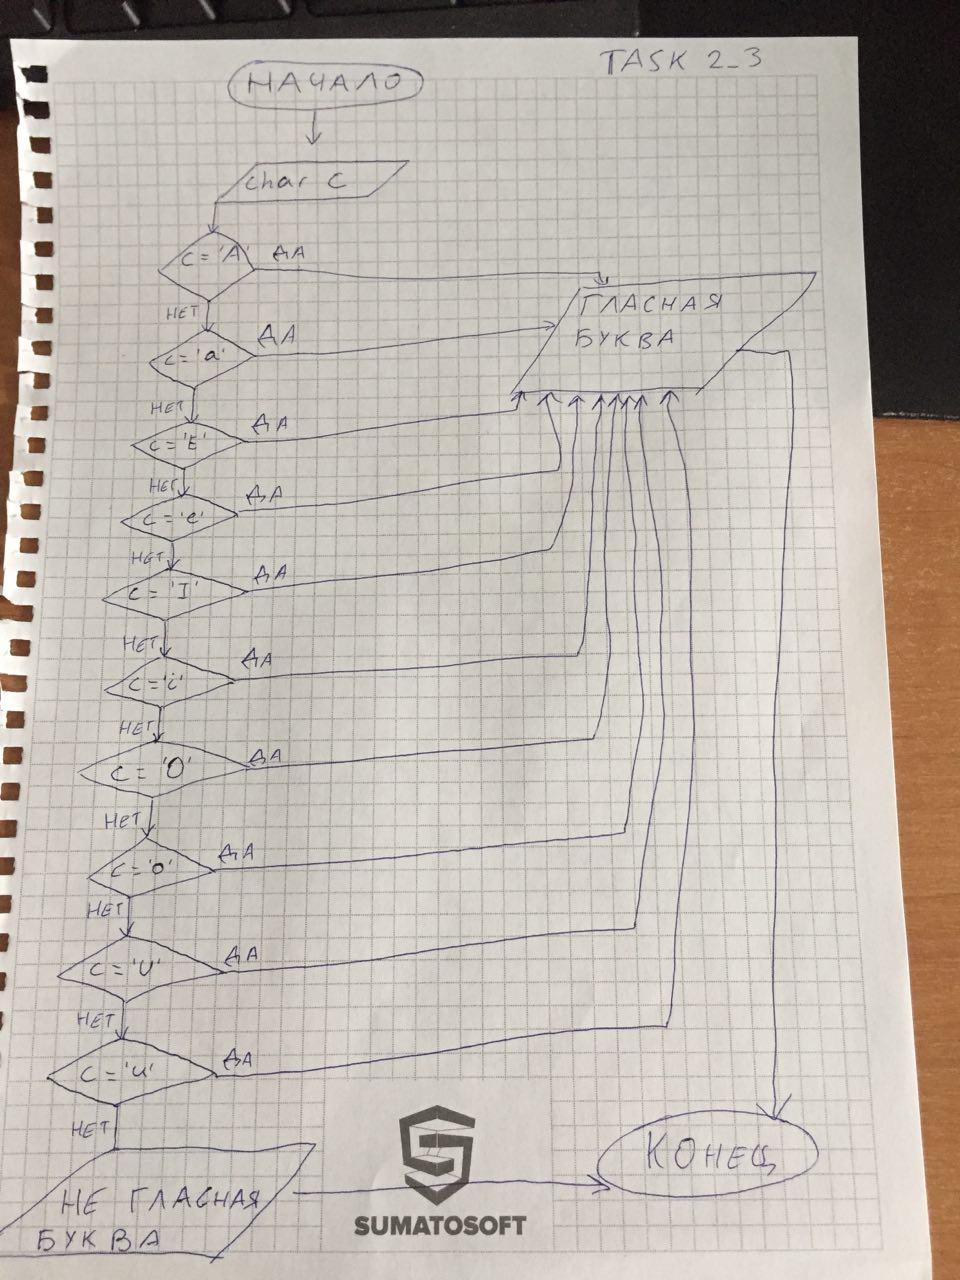 TASK 2_3
НАЧАЛО
char c
c = 'A'
ДА
ГЛАСНАЯ
БУКВА
НЕТ
c = 'a'
ДА
НЕТ
c = 'E'
ДА
НЕТ
c = 'e'
ДА
НЕТ
c = 'I'
ДА
НЕТ
c = 'i'
ДА
НЕТ
c = 'O'
ДА
НЕТ
c = 'o'
ДА
НЕТ
c = 'U'
ДА
НЕТ
c = 'u'
ДА
НЕТ
НЕ ГЛАСНАЯ
БУКВА
КОНЕЦ
SUMATOSOFT